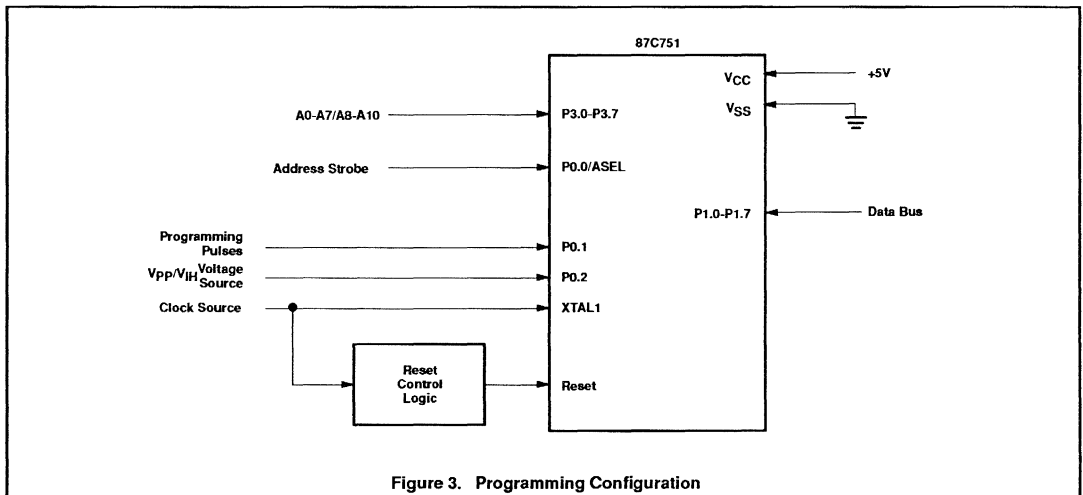 87C751
VCC
+5V
VSS
A0-A7/A8-A10
P3.0-P3.7
Address Strobe
P0.0/ASEL
P1.0-P1.7
Data Bus
Programming
Pulses
P0.1
VPP/VIH Voltage
Source
P0.2
Clock Source
XTAL1
Reset
Control
Logic
Reset
Figure 3. Programming Configuration